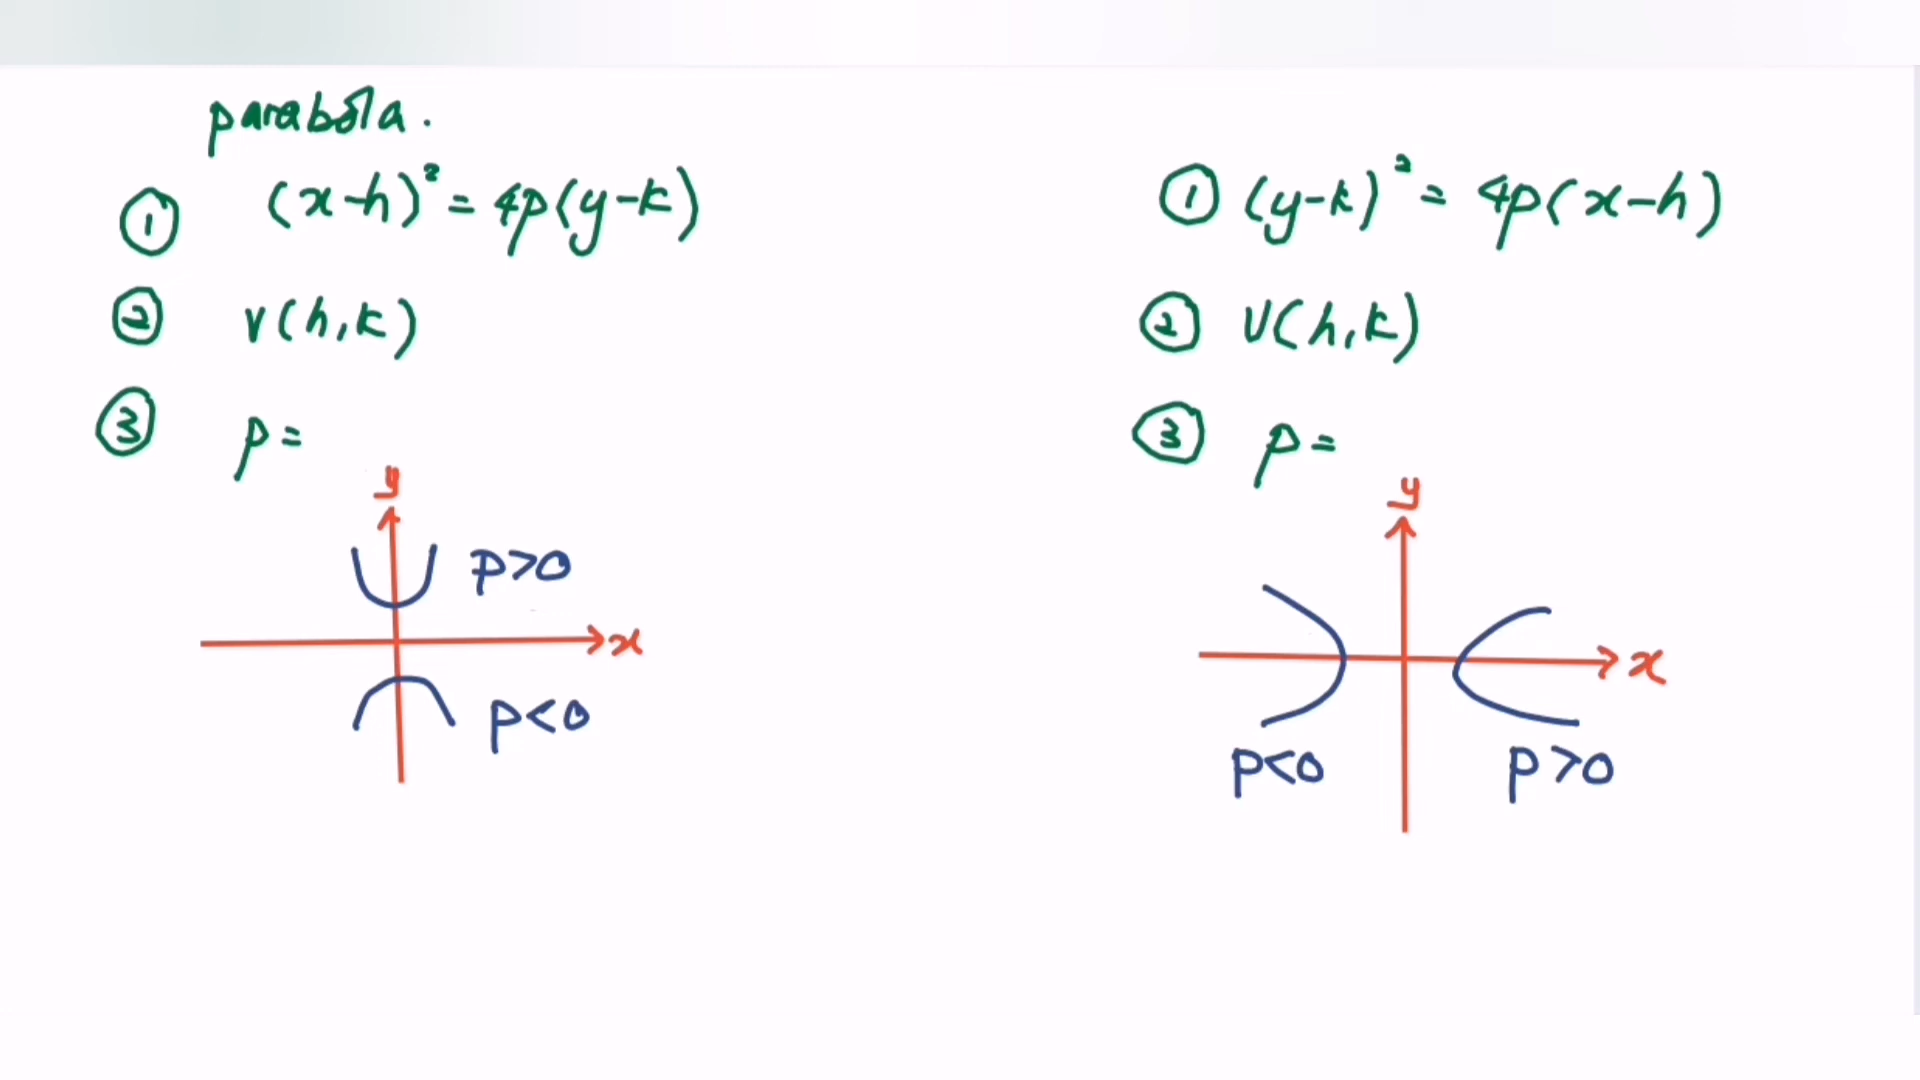 parabola.
① (x-h)² = 4p(y-k)
② V(h,k)
③ p=
y
p>0
x
p<0
① (y-k)² = 4p(x-h)
② V(h,k)
③ p=
y
x
p<0 p>0